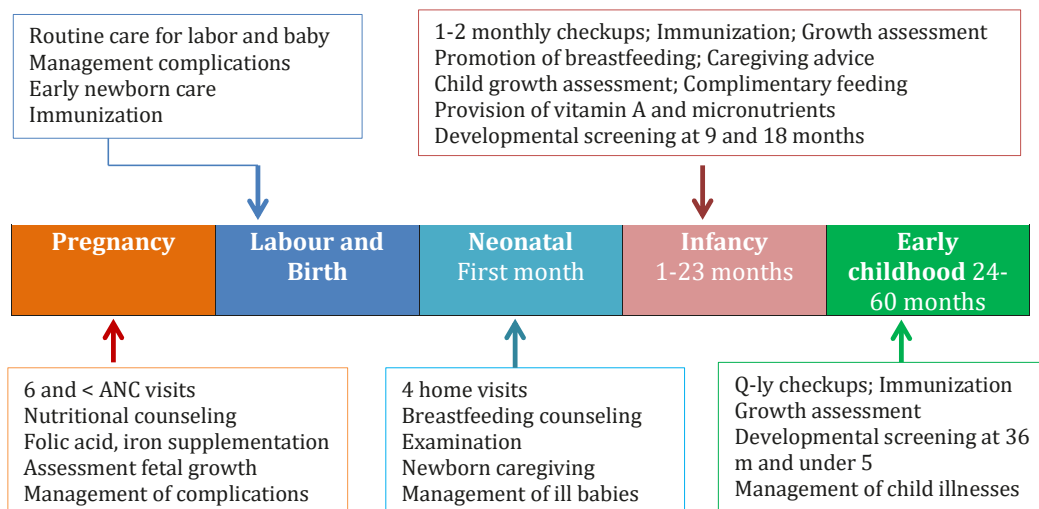 Routine care for labor and baby
Management complications
Early newborn care
Immunization
1-2 monthly checkups; Immunization; Growth assessment
Promotion of breastfeeding; Caregiving advice
Child growth assessment; Complimentary feeding
Provision of vitamin A and micronutrients
Developmental screening at 9 and 18 months
Pregnancy
Labour and
Birth
Neonatal
First month
Infancy
1-23 months
Early
childhood 24-
60 months
6 and < ANC visits
Nutritional counseling
Folic acid, iron supplementation
Assessment fetal growth
Management of complications
4 home visits
Breastfeeding counseling
Examination
Newborn caregiving
Management of ill babies
Q-ly checkups; Immunization
Growth assessment
Developmental screening at 36
m and under 5
Management of child illnesses